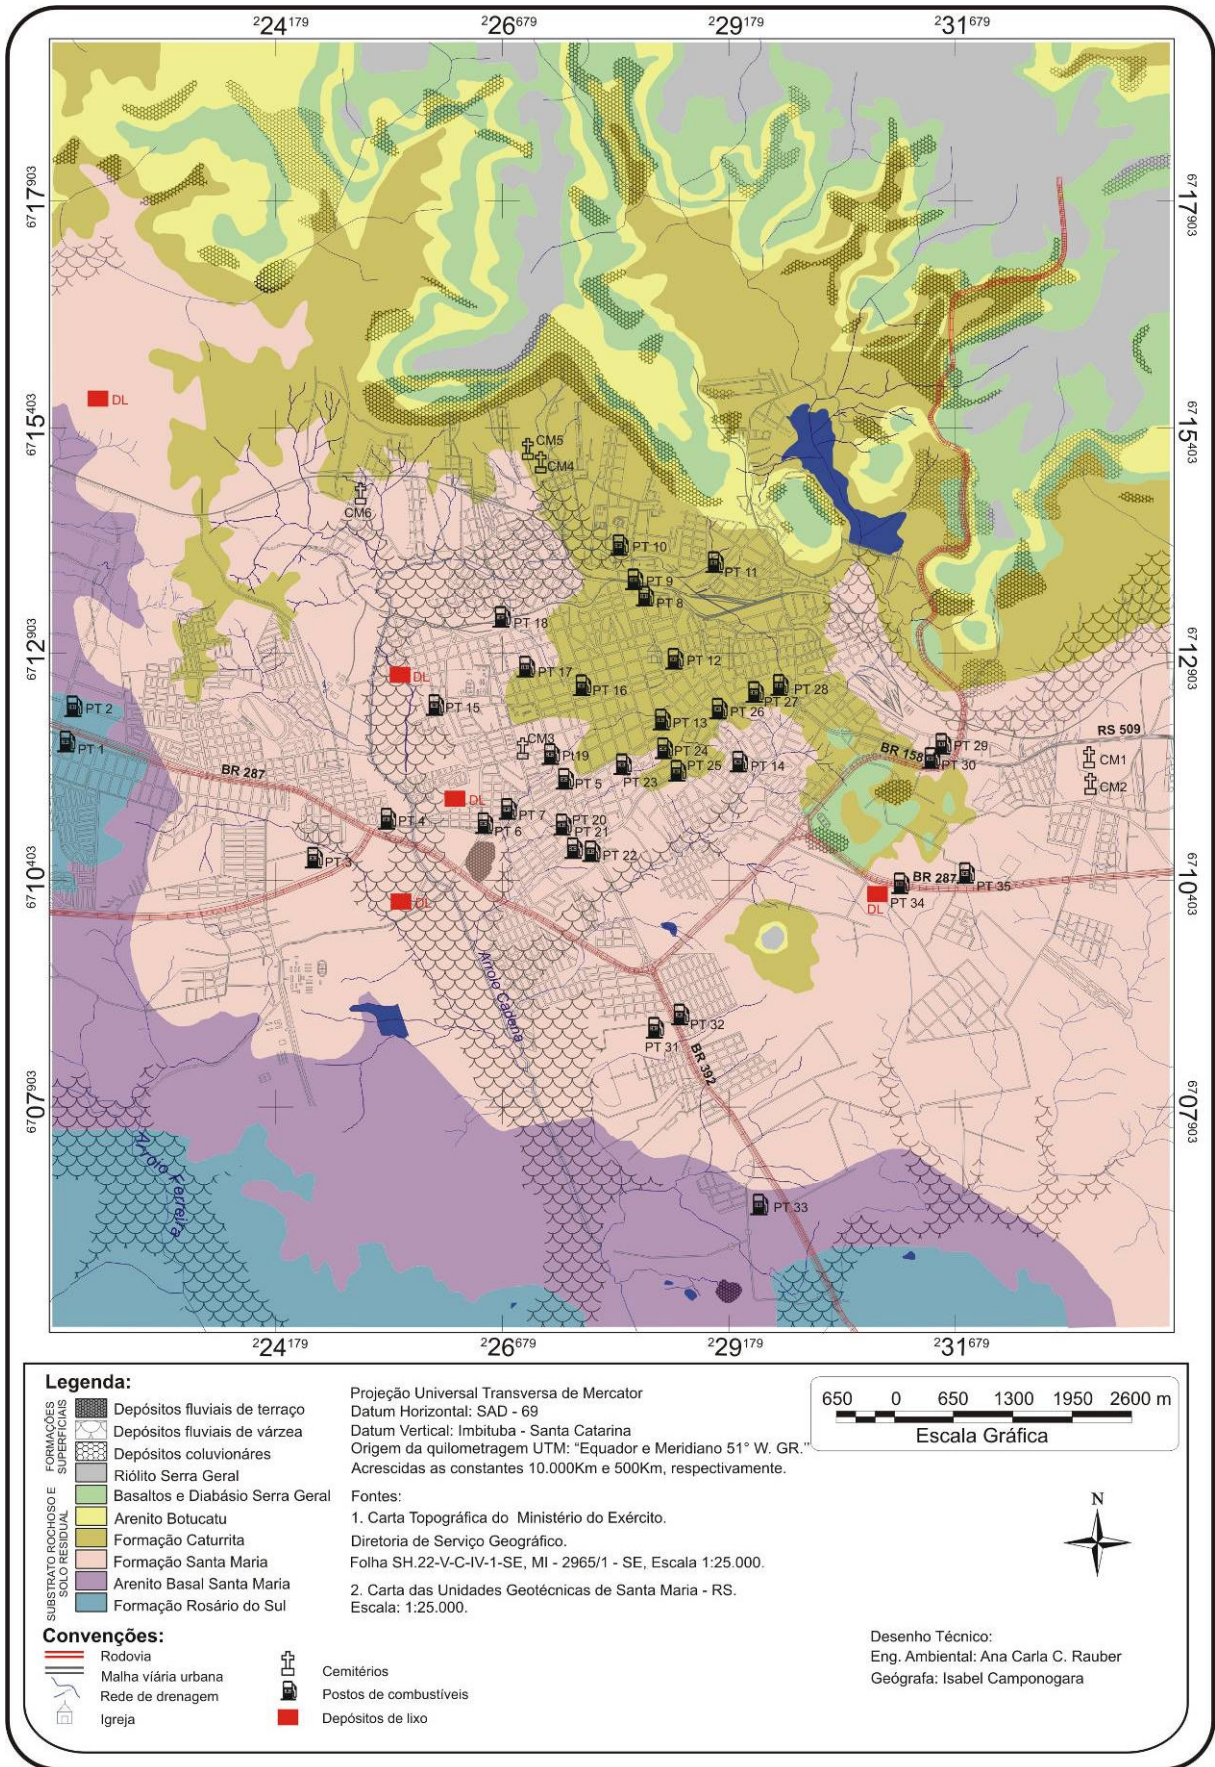 224179 226679 229179 231679
6717903
6717903
DL
6715403
6715403
CM5
CM4
CM6
PT 10
PT 11
PT 9
PT 8
PT 18
6712903
6712903
PT 12
PT 17
DL
PT 16
PT 28
PT 27
PT 2
PT 15
PT 26
PT 13
RS 509
PT 1
CM3
PT 24
PT 29
BR 158
Pt19
PT 30
CM1
PT 25
PT 14
PT 23
BR 287
PT 5
CM2
DL
PT 7
PT 4
PT 6
PT 20
PT 21
PT 22
PT 3
6710403
6710403
BR 287
PT 35
PT 34
DL
DL
Arroio Cadena
PT 32
PT 31
BR 392
6707903
6707903
Arroio Ferreira
PT 33
224179 226679 229179 231679
Legenda:
FORMAÇÕES
SUPERFICIAIS
Depósitos fluviais de terraço
Depósitos fluviais de várzea
Depósitos coluvionáres
SUBSTRATO ROCHOSO E
SOLO RESIDUAL
Riólito Serra Geral
Basaltos e Diabásio Serra Geral
Arenito Botucatu
Formação Caturrita
Formação Santa Maria
Arenito Basal Santa Maria
Formação Rosário do Sul
Projeção Universal Transversa de Mercator
Datum Horizontal: SAD - 69
Datum Vertical: Imbituba - Santa Catarina
Origem da quilometragem UTM: "Equador e Meridiano 51° W. GR."
Acrescidas as constantes 10.000Km e 500Km, respectivamente.
Fontes:
1. Carta Topográfica do Ministério do Exército.
Diretoria de Serviço Geográfico.
Folha SH.22-V-C-IV-1-SE, MI - 2965/1 - SE, Escala 1:25.000.
2. Carta das Unidades Geotécnicas de Santa Maria - RS.
Escala: 1:25.000.
650 0 650 1300 1950 2600 m
Escala Gráfica
N
Convenções:
Rodovia
Malha víária urbana
Rede de drenagem
Igreja
Cemitérios
Postos de combustíveis
Depósitos de lixo
Desenho Técnico:
Eng. Ambiental: Ana Carla C. Rauber
Geógrafa: Isabel Camponogara